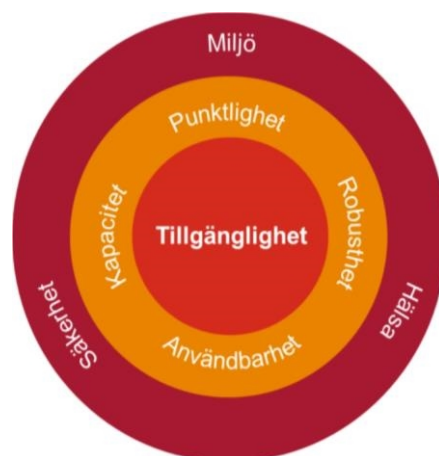 Miljö
Punktlighet
Kapacitet
Robusthet
Tillgänglighet
Användbarhet
Säkerhet
Hälsa